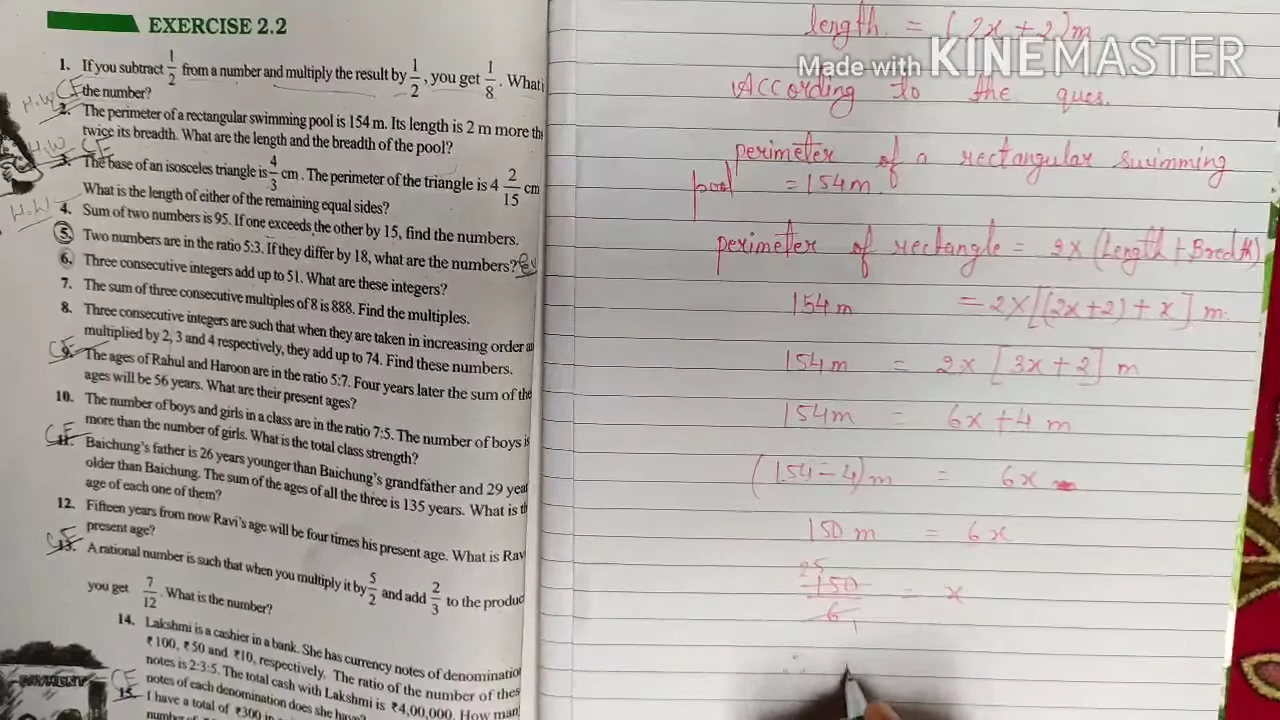 EXERCISE 2.2
1. If you subtract 1/2 from a number and multiply the result by 1/2, you get 1/8. What i
the number?
H.W CE
2. The perimeter of a rectangular swimming pool is 154 m. Its length is 2 m more th
twice its breadth. What are the length and the breadth of the pool?
H.W CE
3. The base of an isosceles triangle is 4/3 cm. The perimeter of the triangle is 4 2/15 cm
What is the length of either of the remaining equal sides?
H.W
4. Sum of two numbers is 95. If one exceeds the other by 15, find the numbers.
5. Two numbers are in the ratio 5:3. If they differ by 18, what are the numbers?
6. Three consecutive integers add up to 51. What are these integers?
7. The sum of three consecutive multiples of 8 is 888. Find the multiples.
8. Three consecutive integers are such that when they are taken in increasing order a
multiplied by 2, 3 and 4 respectively, they add up to 74. Find these numbers.
CE
9. The ages of Rahul and Haroon are in the ratio 5:7. Four years later the sum of the
ages will be 56 years. What are their present ages?
10. The number of boys and girls in a class are in the ratio 7:5. The number of boys i
more than the number of girls. What is the total class strength?
CE
11. Baichung's father is 26 years younger than Baichung's grandfather and 29 year
older than Baichung. The sum of the ages of all the three is 135 years. What is th
age of each one of them?
12. Fifteen years from now Ravi's age will be four times his present age. What is Rav
present age?
CE
13. A rational number is such that when you multiply it by 5/2 and add 2/3 to the produc
you get 7/12. What is the number?
14. Lakshmi is a cashier in a bank. She has currency notes of denomination
₹100, ₹50 and ₹10, respectively. The ratio of the number of thes
notes is 2:3:5. The total cash with Lakshmi is ₹4,00,000. How man
notes of each denomination does she have?
CE
15. I have a total of ₹300 in
number of
length = (2x + 2)m
Made with KINEMASTER
According to the ques.
perimeter of a rectangular swimming
pool = 154 m
perimeter of rectangle = 2 x (Length + Bredth)
154 m = 2 x [(2x+2) + x] m.
154 m = 2x [3x + 2] m
154 m = 6x + 4 m
(154 - 4) m = 6x
150 m = 6x
25
150/6 = x
1